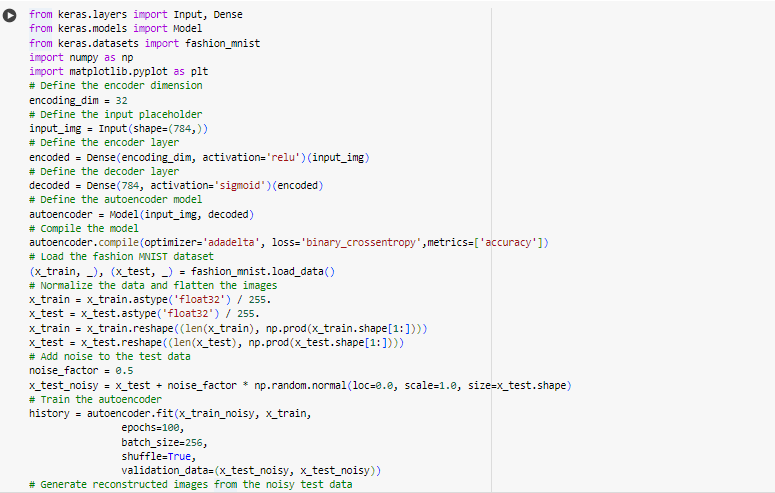 from keras.layers import Input, Dense
from keras.models import Model
from keras.datasets import fashion_mnist
import numpy as np
import matplotlib.pyplot as plt
# Define the encoder dimension
encoding_dim = 32
# Define the input placeholder
input_img = Input(shape=(784,))
# Define the encoder layer
encoded = Dense(encoding_dim, activation='relu')(input_img)
# Define the decoder layer
decoded = Dense(784, activation='sigmoid')(encoded)
# Define the autoencoder model
autoencoder = Model(input_img, decoded)
# Compile the model
autoencoder.compile(optimizer='adadelta', loss='binary_crossentropy',metrics=['accuracy'])
# Load the fashion MNIST dataset
(x_train, _), (x_test, _) = fashion_mnist.load_data()
# Normalize the data and flatten the images
x_train = x_train.astype('float32') / 255.
x_test = x_test.astype('float32') / 255.
x_train = x_train.reshape((len(x_train), np.prod(x_train.shape[1:])))
x_test = x_test.reshape((len(x_test), np.prod(x_test.shape[1:])))
# Add noise to the test data
noise_factor = 0.5
x_test_noisy = x_test + noise_factor * np.random.normal(loc=0.0, scale=1.0, size=x_test.shape)
# Train the autoencoder
history = autoencoder.fit(x_train_noisy, x_train,
                epochs=100,
                batch_size=256,
                shuffle=True,
                validation_data=(x_test_noisy, x_test_noisy))
# Generate reconstructed images from the noisy test data